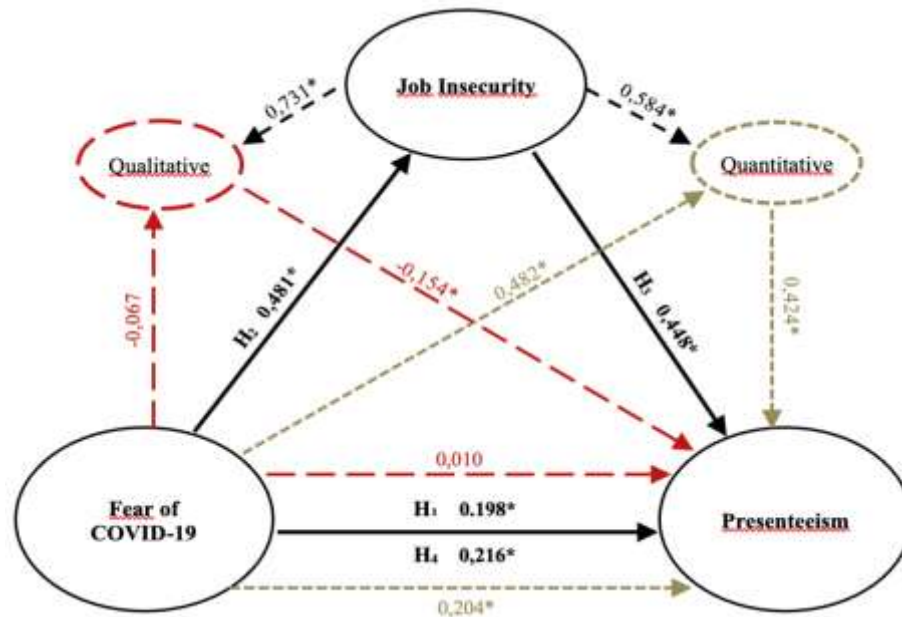 Job Insecurity
0,731*
0,584*
Qualitative
Quantitative
-0,067
H₂ 0,481*
-0,154*
0,482*
H₃ 0,448*
0,424*
0,010
Fear of
COVID-19
H₁ 0.198*
H₄ 0,216*
Presenteeism
0,204*